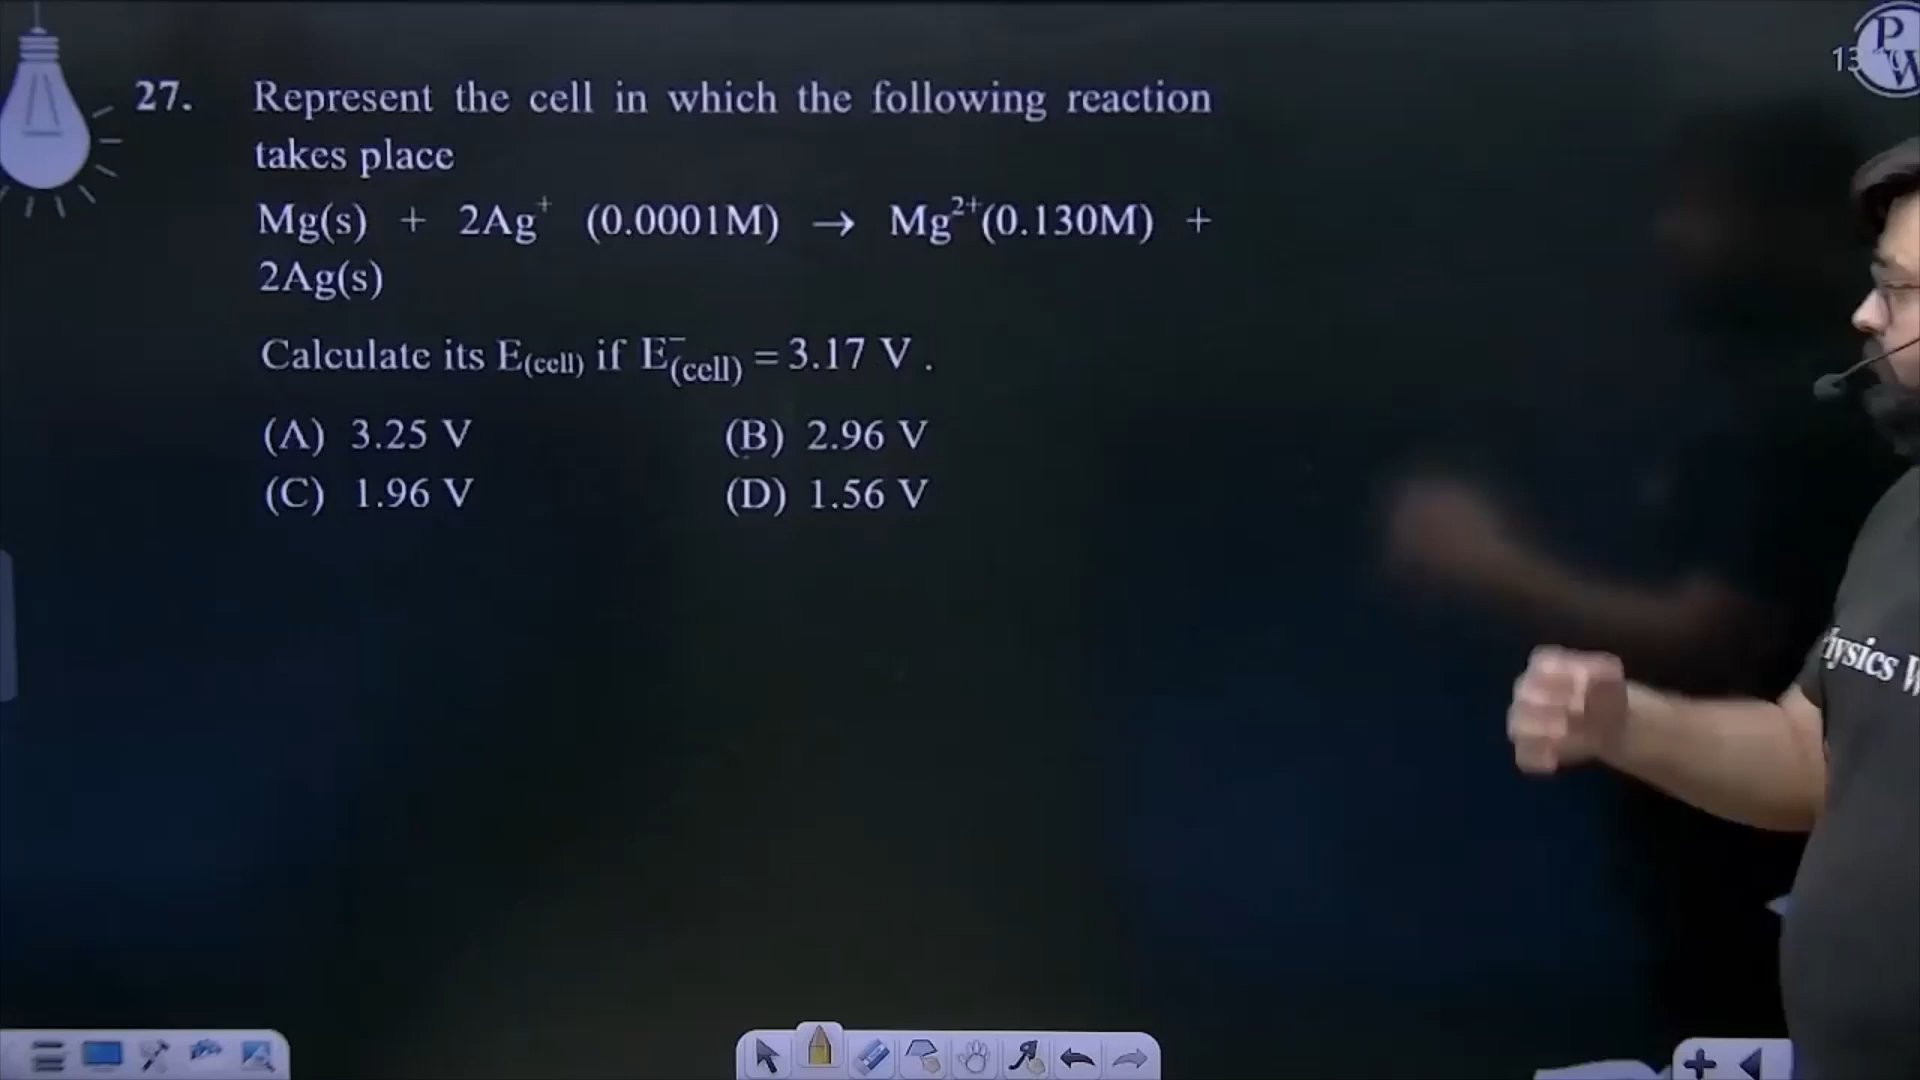 27. Represent the cell in which the following reaction
takes place
Mg(s) + 2Ag⁺ (0.0001M) → Mg²⁺(0.130M) +
2Ag(s)
Calculate its E(cell) if E⁻(cell) = 3.17 V .
(A) 3.25 V (B) 2.96 V
(C) 1.96 V (D) 1.56 V
P
W